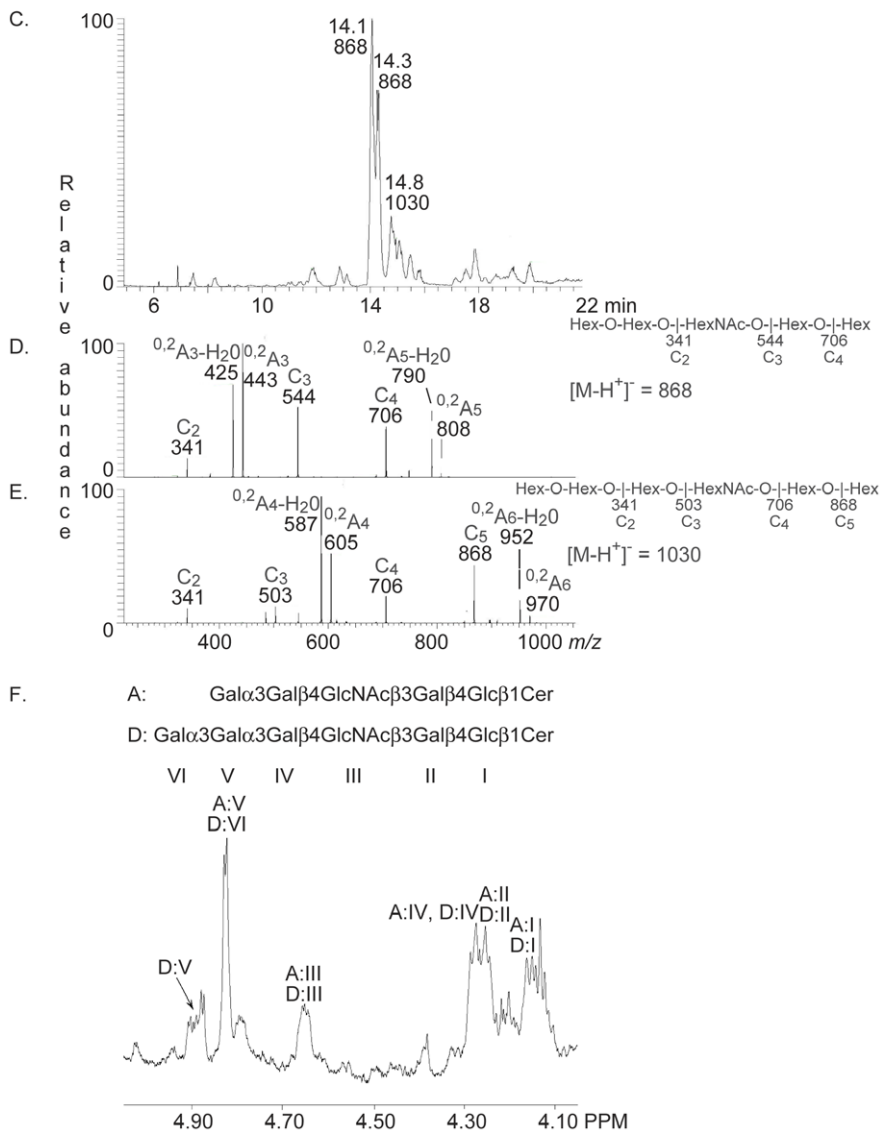 C.
100
14.1
868
14.3
868
14.8
1030
0
6 10 14 18 22 min
Relative abundance
D.
100
0,2A3-H20
425
0,2A3
443
C2
341
C3
544
C4
706
0,2A5-H20
790
0,2A5
808
0
Hex-O-Hex-O-|-HexNAc-O-|-Hex-O-|-Hex
341 544 706
C2 C3 C4
[M-H+]- = 868
E.
100
0,2A4-H20
587
0,2A4
605
C2
341
C3
503
C4
706
C5
868
0,2A6-H20
952
0,2A6
970
0
400 600 800 1000 m/z
Hex-O-Hex-O-|-Hex-O-|-HexNAc-O-|-Hex-O-|-Hex
341 503 706 868
C2 C3 C4 C5
[M-H+]- = 1030
F.
A: Galα3Galβ4GlcNAcβ3Galβ4Glcβ1Cer
D: Galα3Galα3Galβ4GlcNAcβ3Galβ4Glcβ1Cer
VI V IV III II I
A:V
D:VI
D:V
A:III
D:III
A:IV, D:IV
A:II
D:II
A:I
D:I
4.90 4.70 4.50 4.30 4.10 PPM